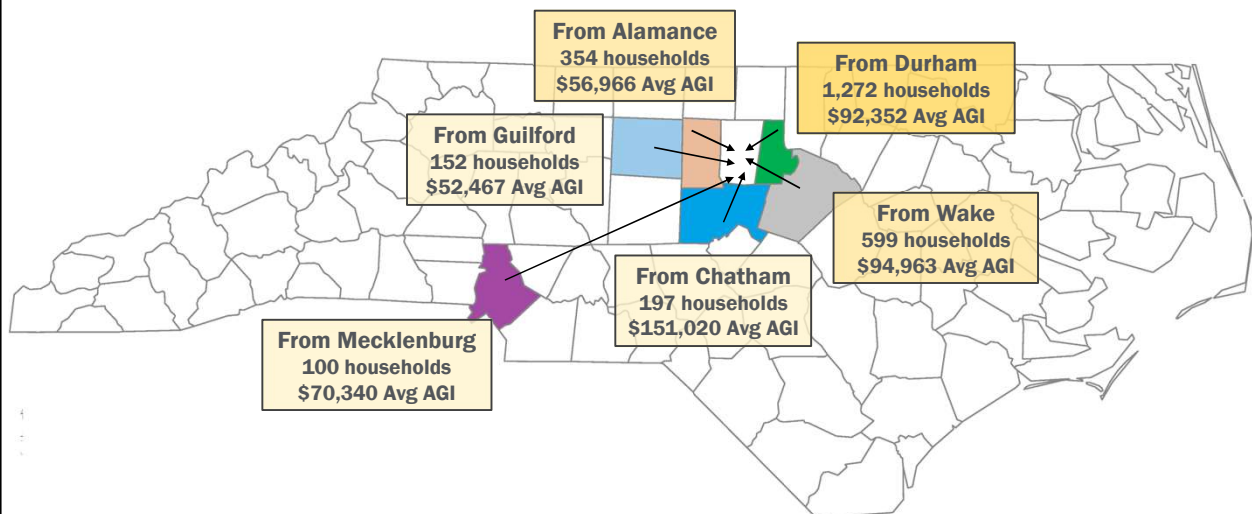 From Alamance
354 households
$56,966 Avg AGI
From Durham
1,272 households
$92,352 Avg AGI
From Guilford
152 households
$52,467 Avg AGI
From Wake
599 households
$94,963 Avg AGI
From Chatham
197 households
$151,020 Avg AGI
From Mecklenburg
100 households
$70,340 Avg AGI